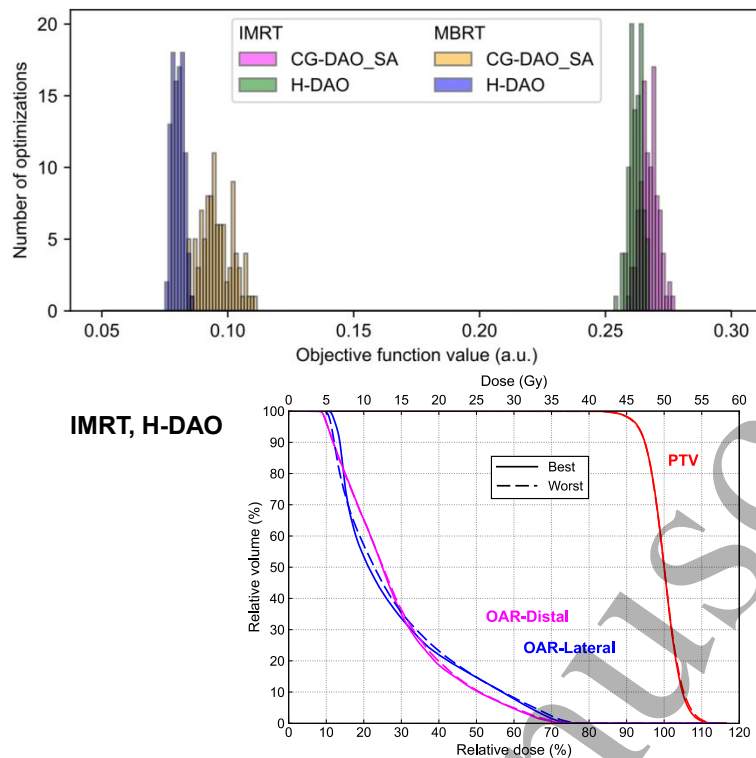 IMRT MBRT
CG-DAO_SA CG-DAO_SA
H-DAO H-DAO
Number of optimizations
20
15
10
5
0
0.05 0.10 0.15 0.20 0.25 0.30
Objective function value (a.u.)
IMRT, H-DAO
Dose (Gy)
0 5 10 15 20 25 30 35 40 45 50 55 60
Relative volume (%)
100
90
80
70
60
50
40
30
20
10
0
PTV
Best
Worst
OAR-Distal
OAR-Lateral
0 10 20 30 40 50 60 70 80 90 100 110 120
Relative dose (%)